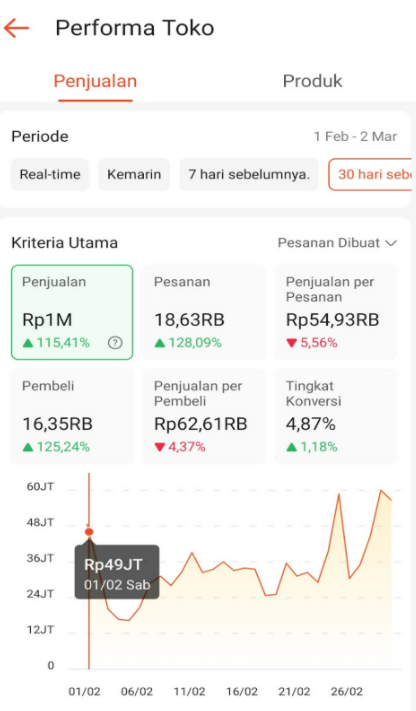 Performa Toko
Penjualan Produk
Periode 1 Feb - 2 Mar
Real-time Kemarin 7 hari sebelumnya. 30 hari seb
Kriteria Utama Pesanan Dibuat
Penjualan
Rp1M
115,41% ?
Pesanan
18,63RB
128,09%
Penjualan per
Pesanan
Rp54,93RB
5,56%
Pembeli
16,35RB
125,24%
Penjualan per
Pembeli
Rp62,61RB
4,37%
Tingkat
Konversi
4,87%
1,18%
60JT
48JT
36JT
24JT
12JT
0
Rp49JT
01/02 Sab
01/02 06/02 11/02 16/02 21/02 26/02